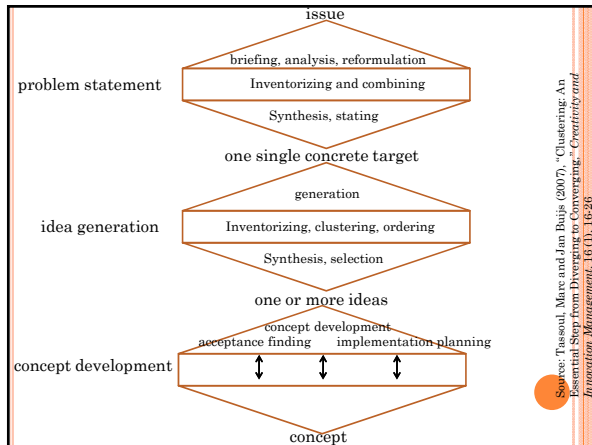 issue
briefing, analysis, reformulation
problem statement
Inventorizing and combining
Synthesis, stating
one single concrete target
generation
idea generation
Inventorizing, clustering, ordering
Synthesis, selection
one or more ideas
concept development
acceptance finding
implementation planning
concept development
concept
Source: Tassoul, Marc and Jan Buijs (2007), “Clustering: An
Essential Step from Diverging to Converging,” Creativity and
Innovation Management, 16 (1), 16-26